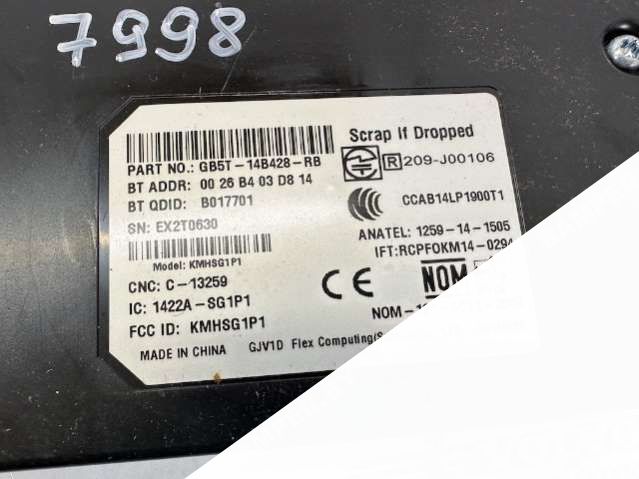 7998
Scrap If Dropped
PART NO.: GB5T-14B428-RB
R 209-J00106
BT ADDR: 00 26 B4 03 D8 14
BT QDID: B017701
CCAB14LP1900T1
SN: EX2T0630
ANATEL: 1259-14-1505
IFT:RCPFOKM14-0294
Model: KMHSG1P1
CNC: C-13259
CE NOM
IC: 1422A-SG1P1
NOM-
FCC ID: KMHSG1P1
MADE IN CHINA GJV1D Flex Computing